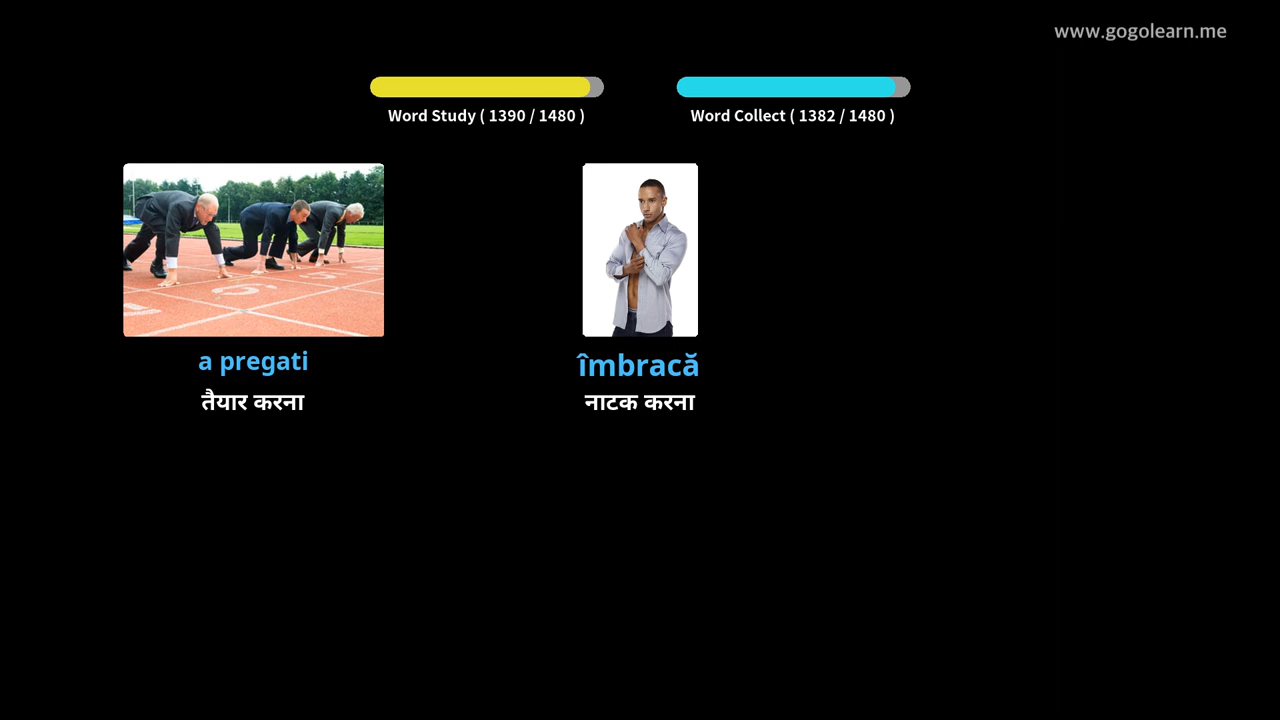 www.gogolearn.me
Word Study ( 1390 / 1480 )
Word Collect ( 1382 / 1480 )
a pregati
îmbracă
तैयार करना
नाटक करना